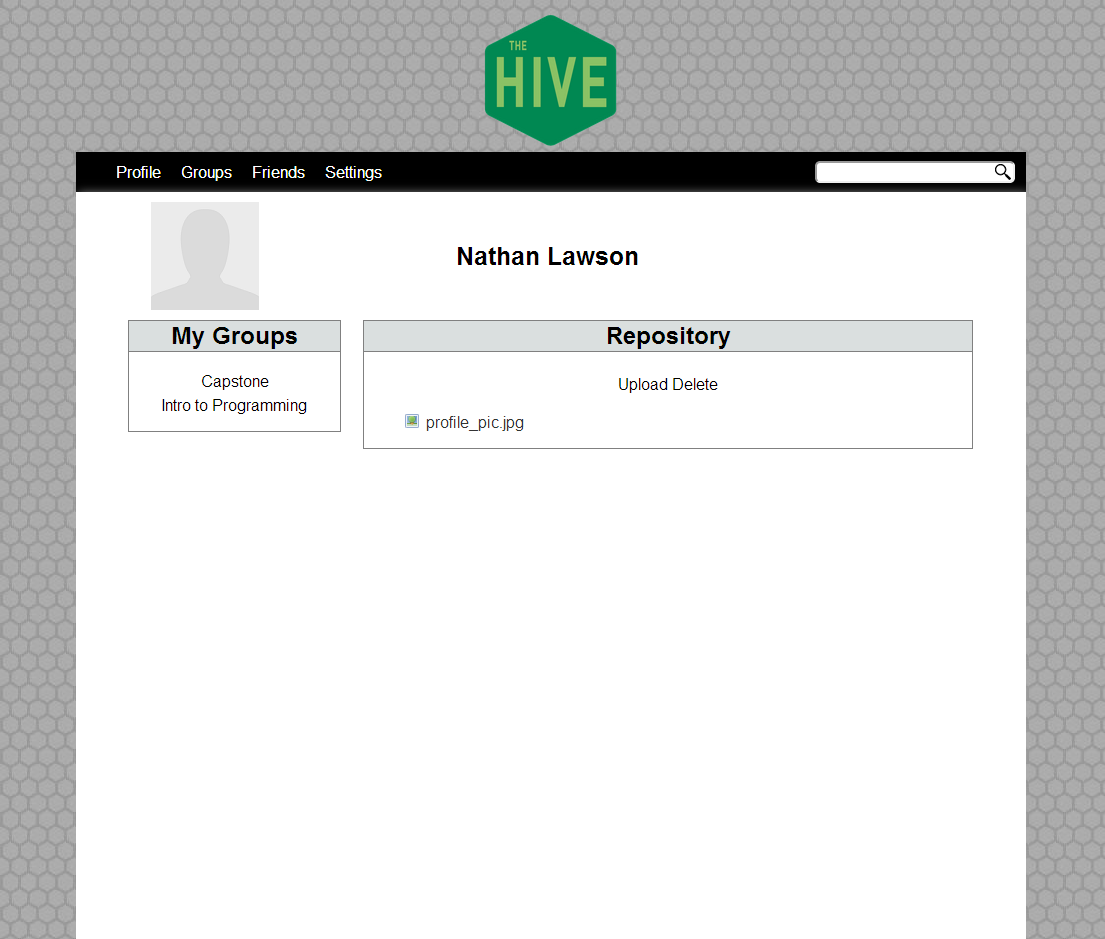 THE
HIVE
Profile Groups Friends Settings
Nathan Lawson
My Groups
Capstone
Intro to Programming
Repository
Upload Delete
profile_pic.jpg